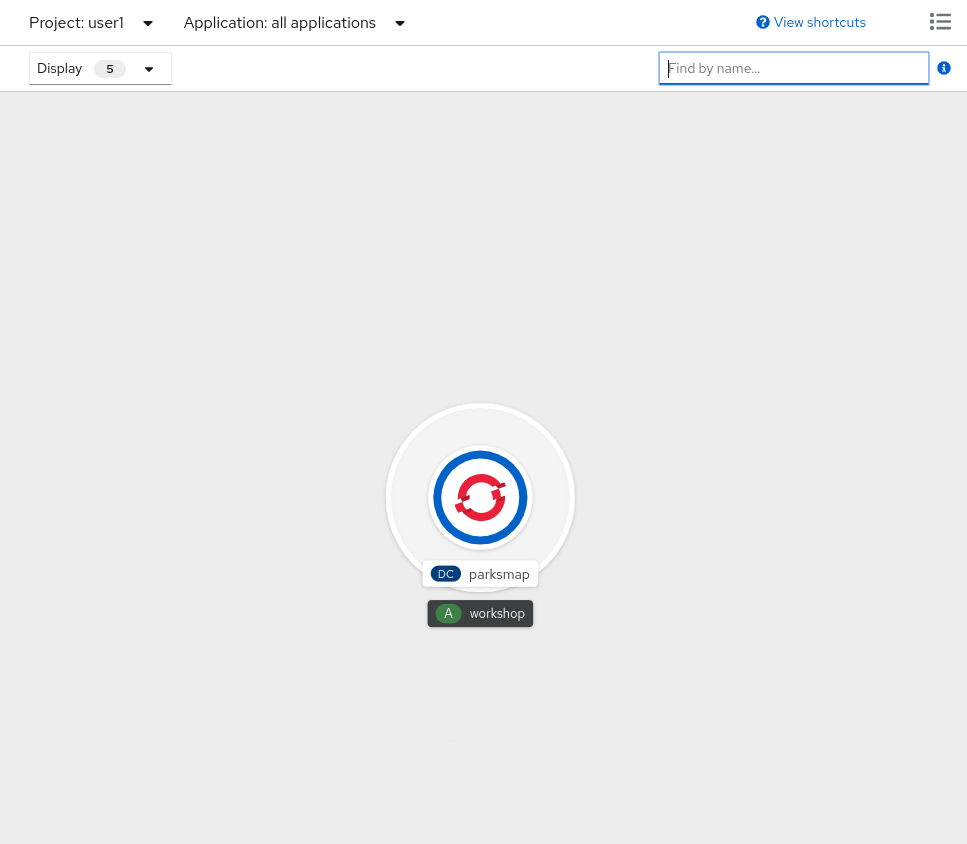 Project: user1 Application: all applications View shortcuts
Display 5 Find by name...
DC parksmap
A workshop